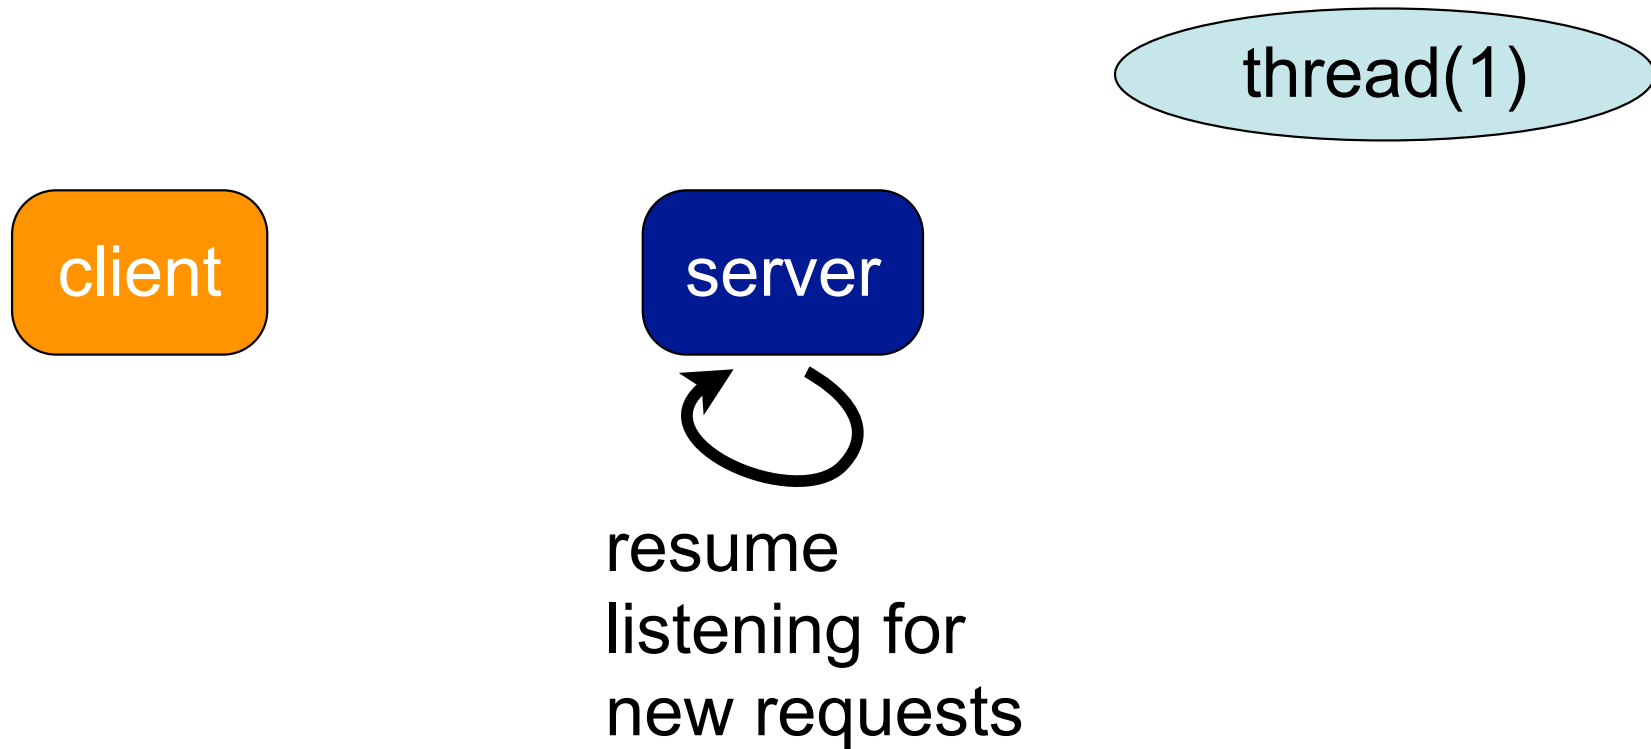 thread(1)
client
server
resume
listening for
new requests